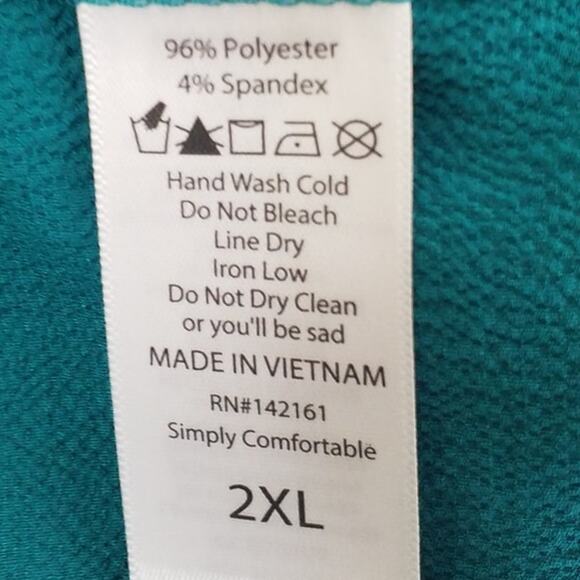 96% Polyester
4% Spandex
Hand Wash Cold
Do Not Bleach
Line Dry
Iron Low
Do Not Dry Clean
or you'll be sad
MADE IN VIETNAM
RN#142161
Simply Comfortable
2XL